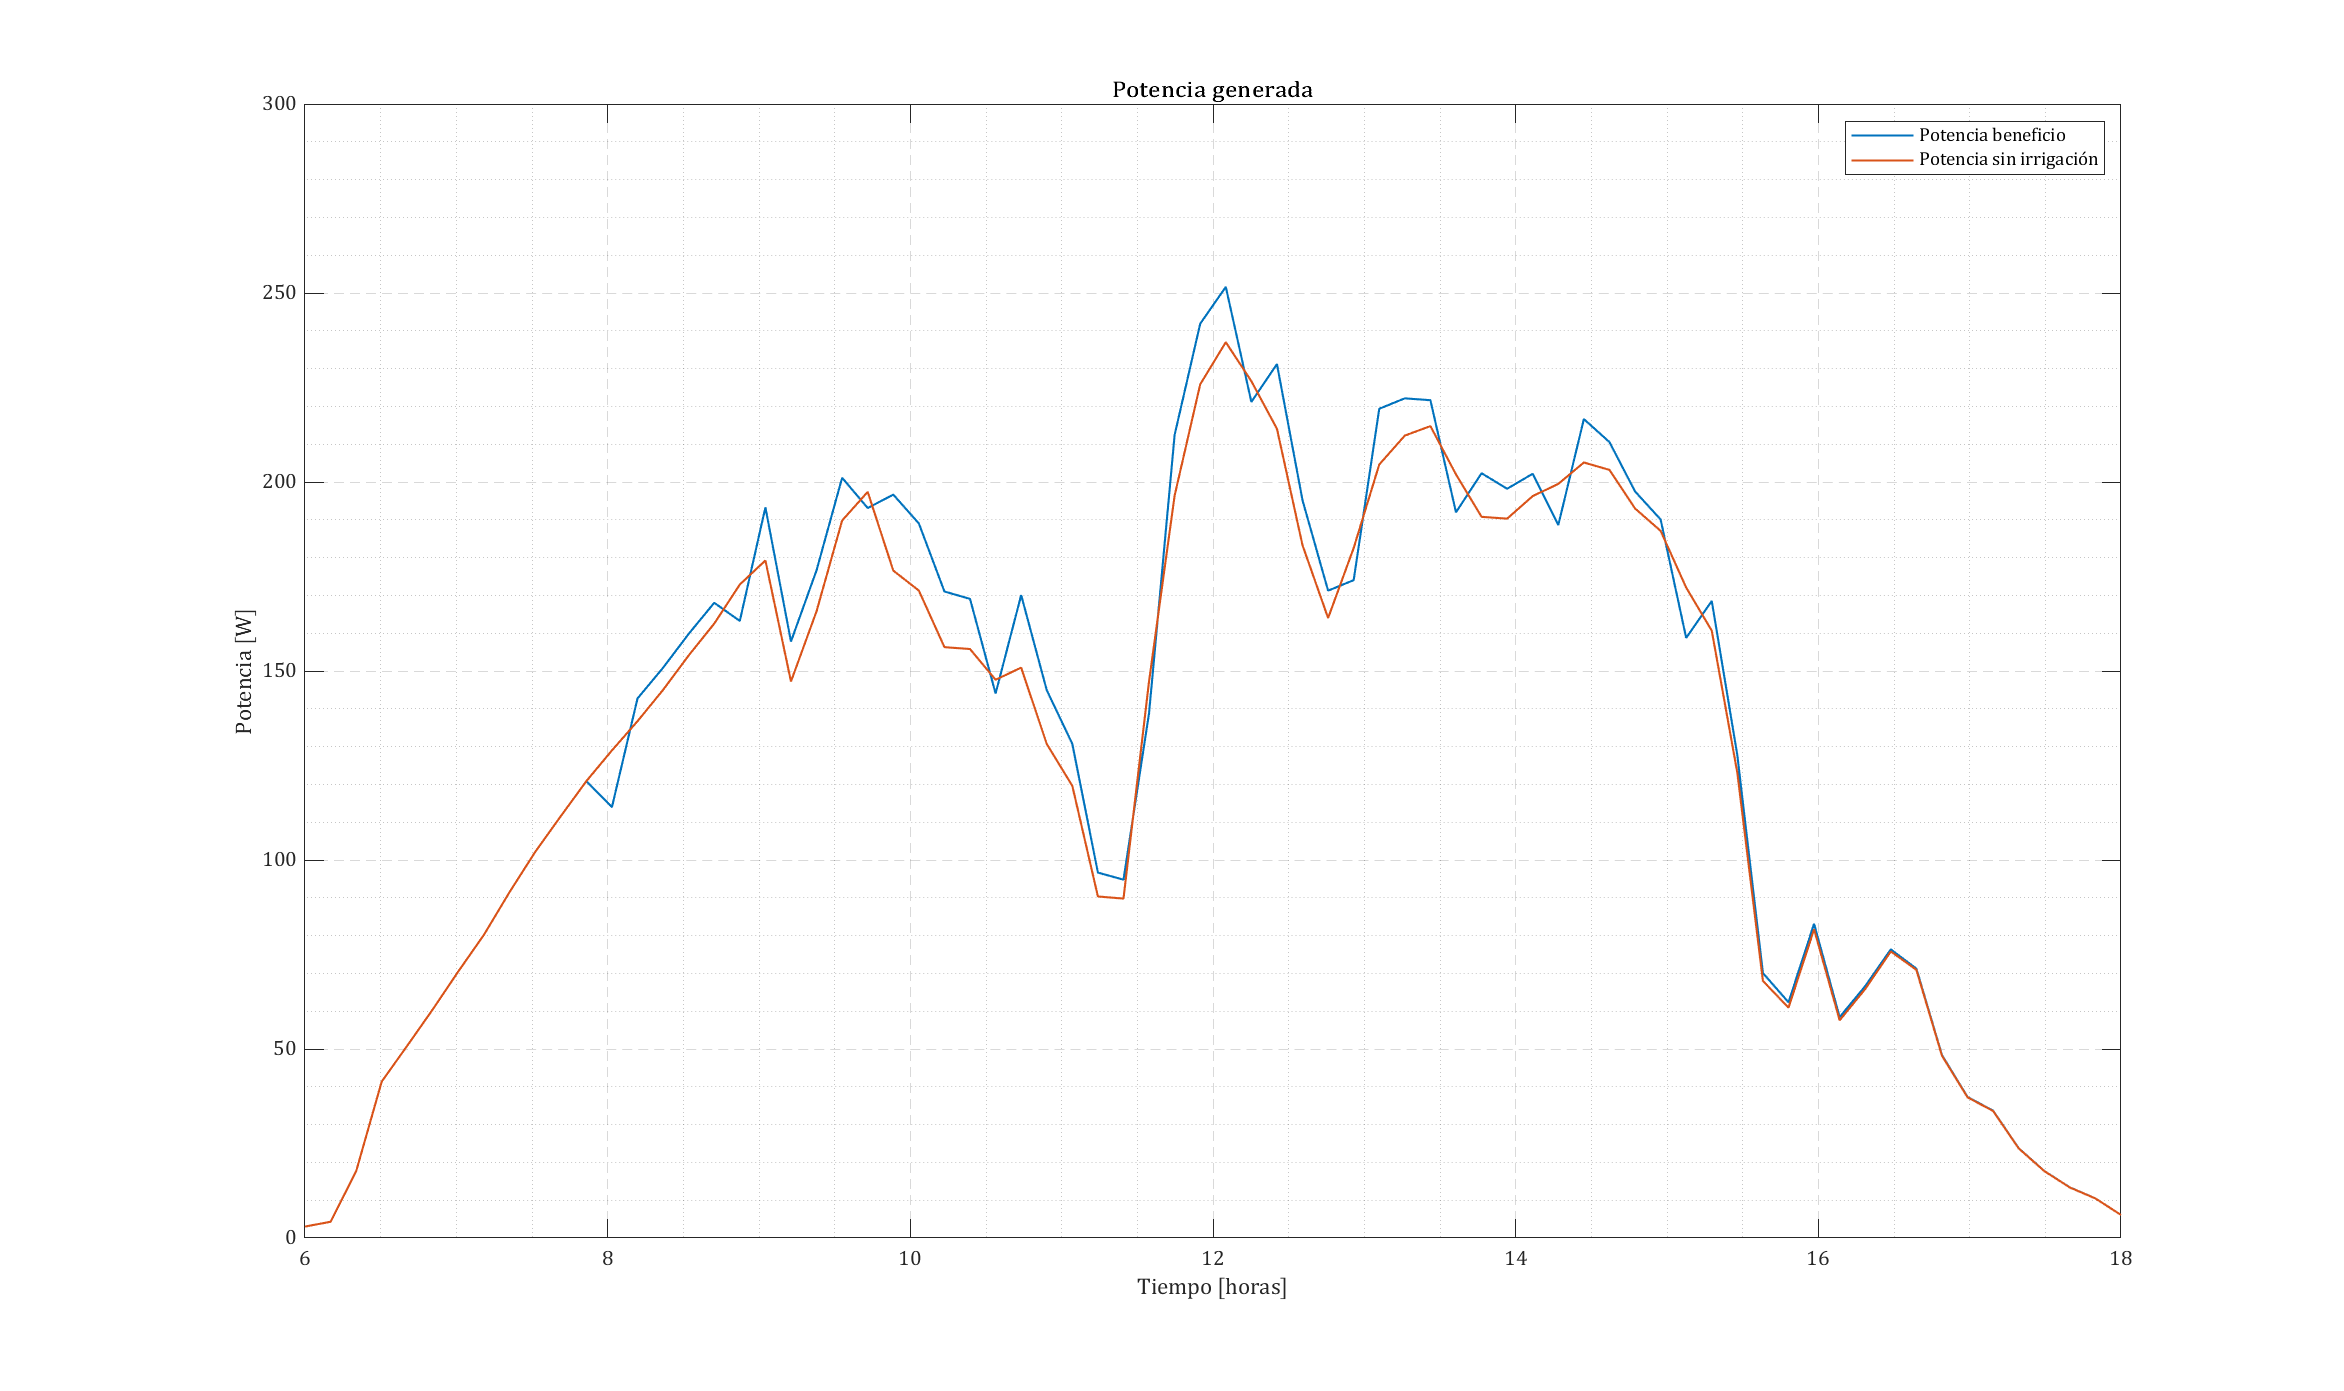 Potencia generada
300
250
200
150
100
50
0
Potencia [W]
Potencia beneficio
Potencia sin irrigación
6
8
10
12
14
16
18
Tiempo [horas]